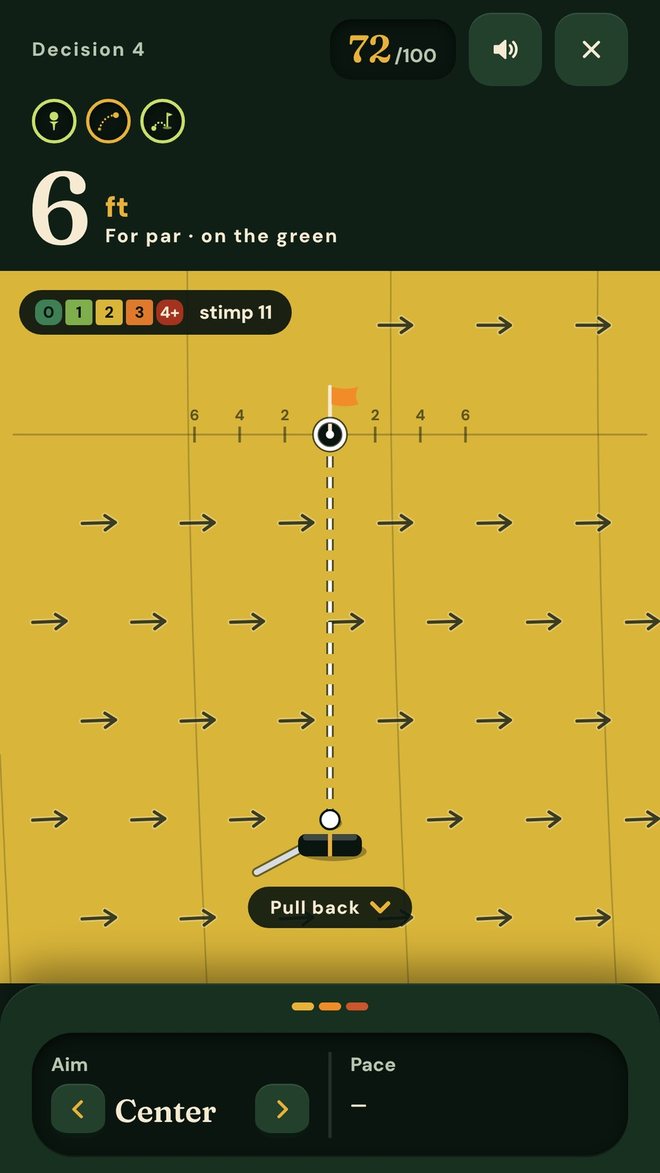 Decision 4
72/100
6 ft
For par · on the green
0 1 2 3 4+ stimp 11
6 4 2 2 4 6
Pull back
Aim
Pace
Center
–